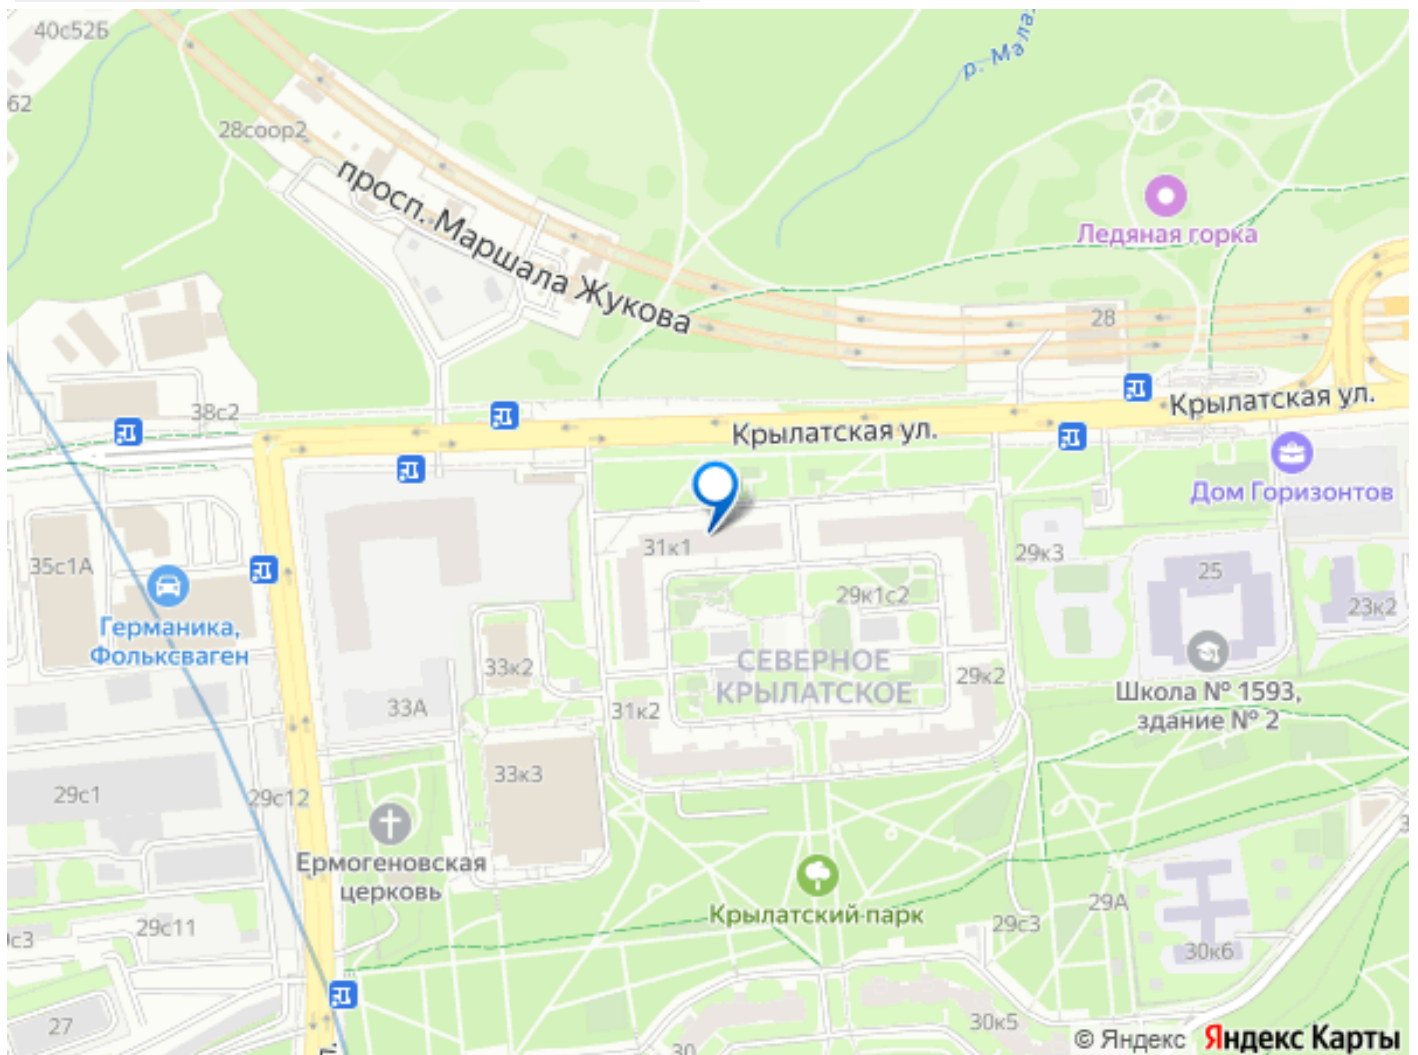 40с52Б
р. Мала
62
28соор2
просп. Маршала Жукова
Ледяная горка
28
38с2
Крылатская ул.
Крылатская ул.
Дом Горизонтов
31к1
29к3
35с1А
25
29к1с2
23к2
Германика,
Фольксваген
33к2
СЕВЕРНОЕ
КРЫЛАТСКОЕ
29к2
Школа № 1593,
здание № 2
33А
31к2
33к3
29с1
29с12
Ермогеновская
церковь
Крылатский парк
29А
29с11
29с3
30к6
27
30к5
30
© Яндекс Яндекс Карты